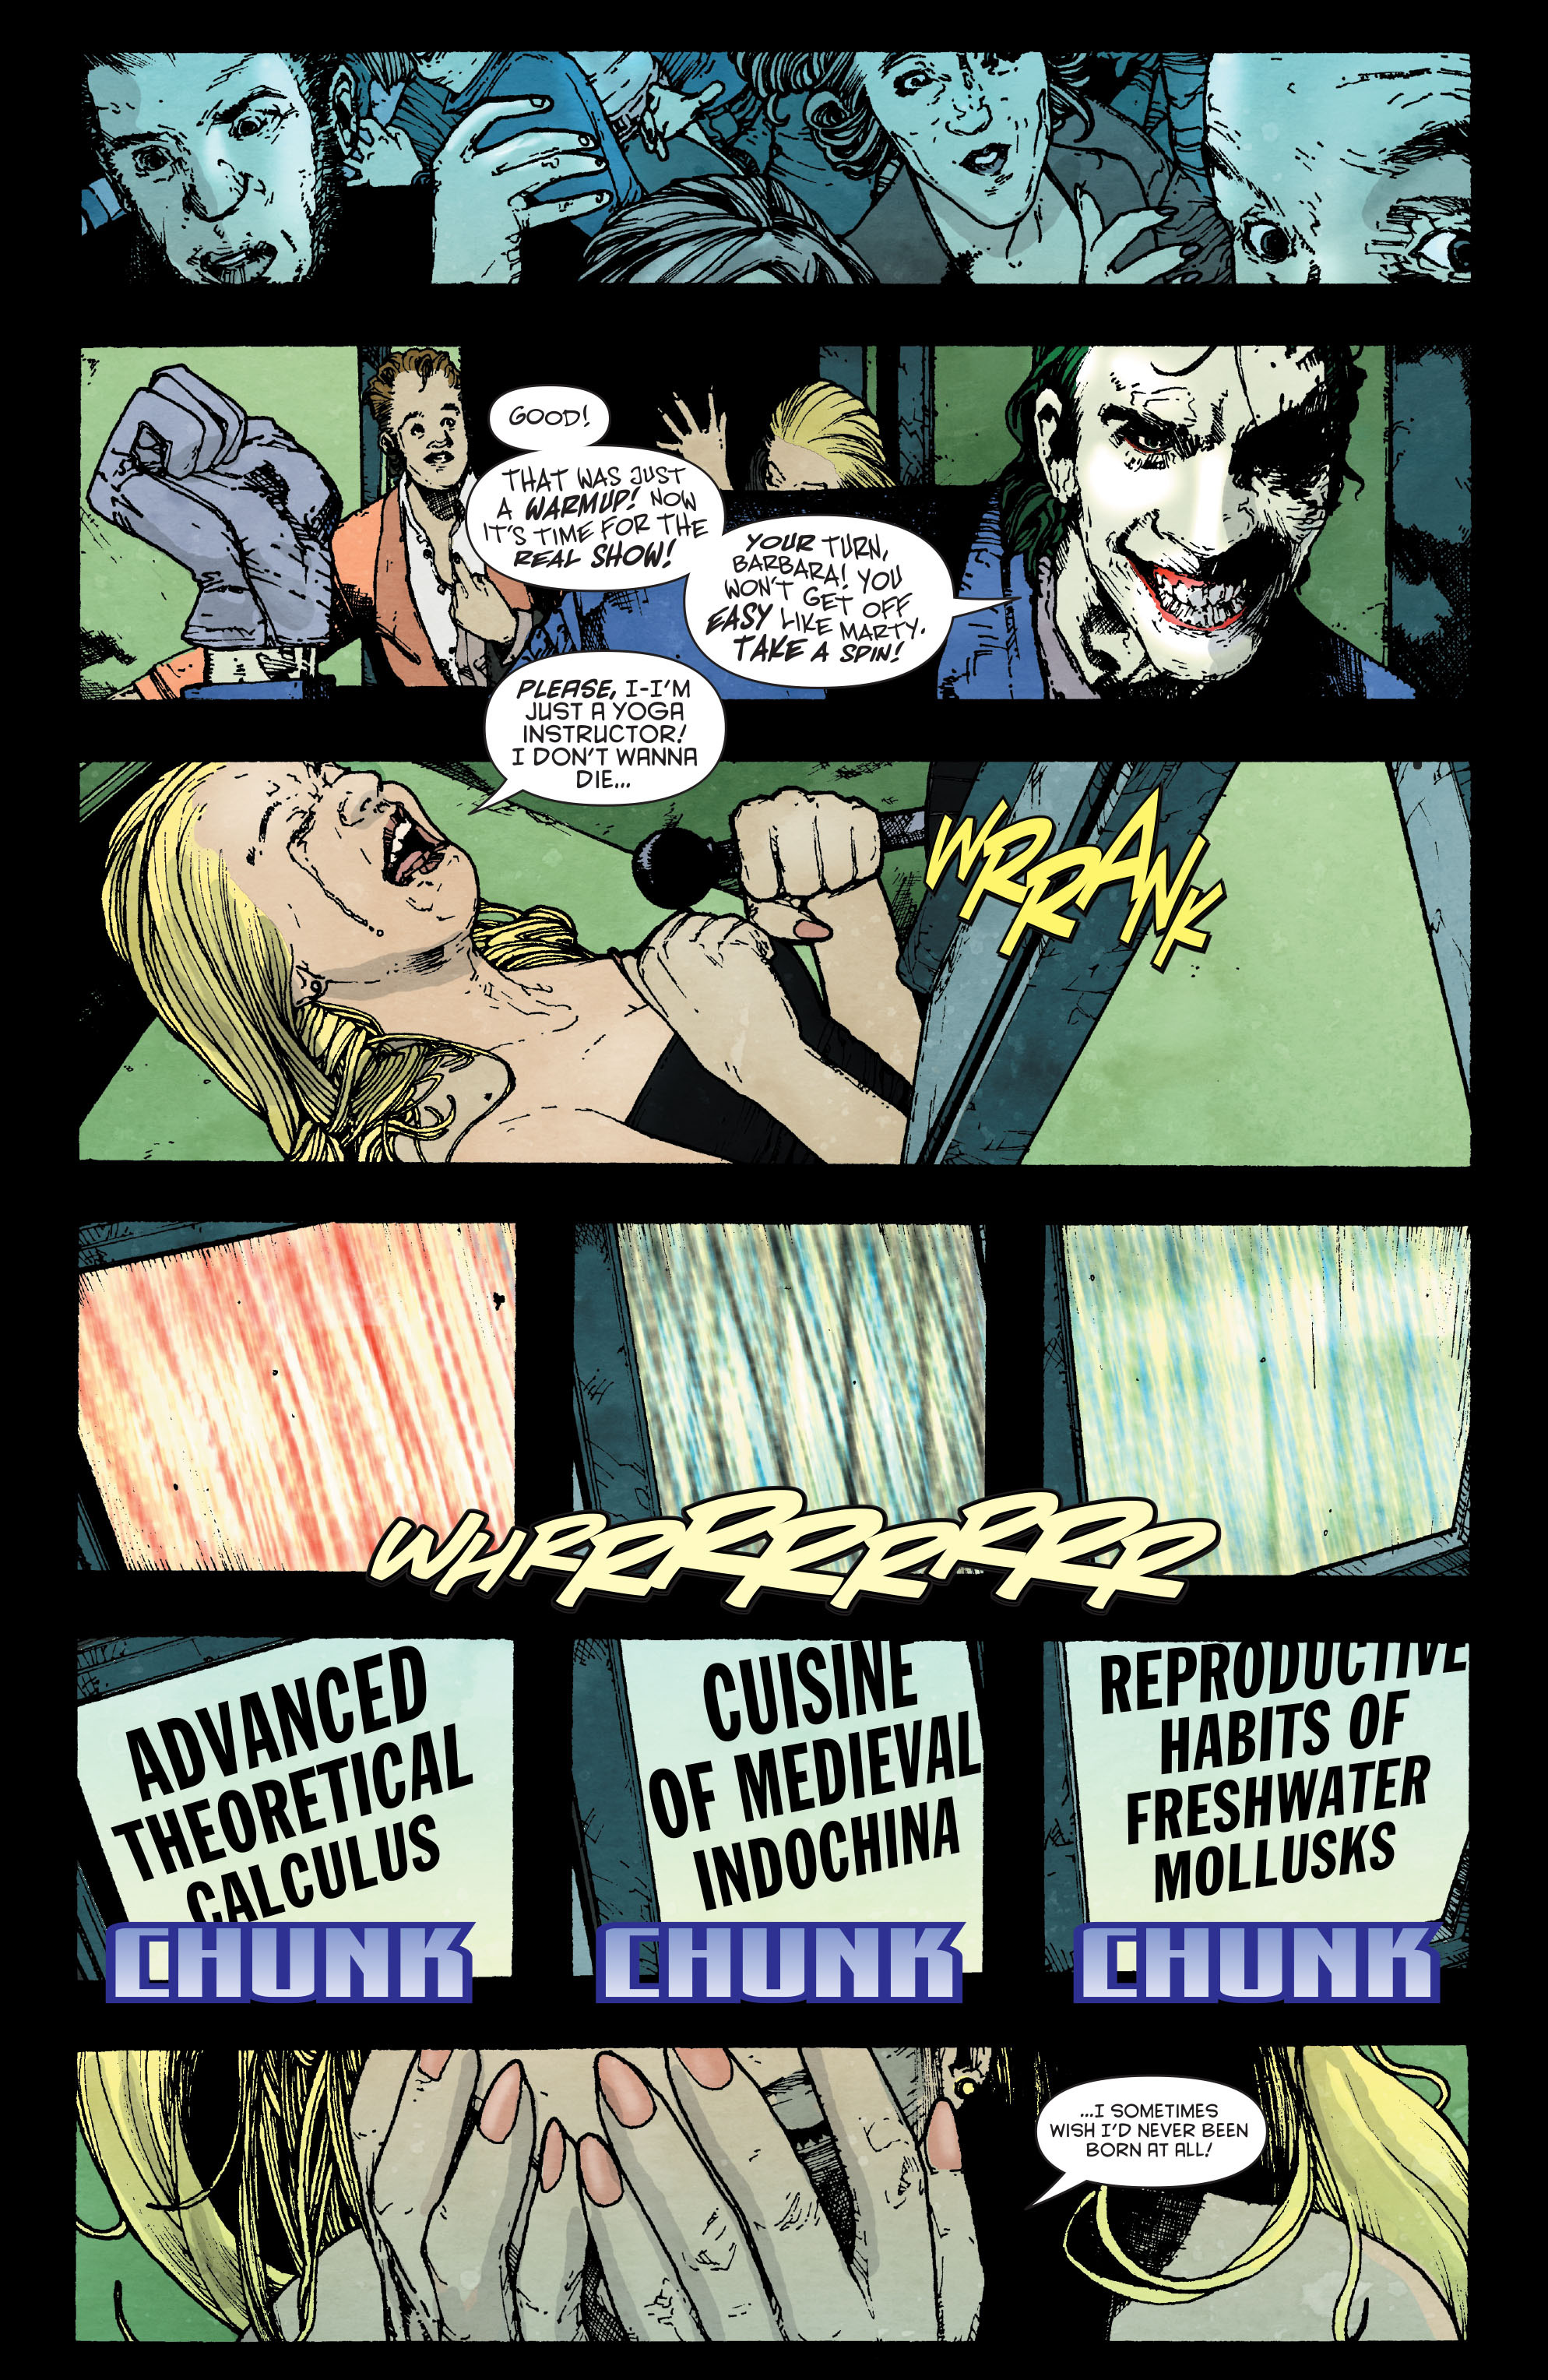 GOOD!
THAT WAS JUST
A WARMUP! NOW
IT'S TIME FOR THE
REAL SHOW!
YOUR TURN,
BARBARA! YOU
WON'T GET OFF
EASY LIKE MARTY.
TAKE A SPIN!
PLEASE, I-I'M
JUST A YOGA
INSTRUCTOR!
I DON'T WANNA
DIE...
WRRANK
WHRRRRRRRRR
ADVANCED
THEORETICAL
CALCULUS
CHUNK
CUISINE
OF MEDIEVAL
INDOCHINA
CHUNK
REPRODUCTIVE
HABITS OF
FRESHWATER
MOLLUSKS
CHUNK
...I SOMETIMES
WISH I'D NEVER BEEN
BORN AT ALL!